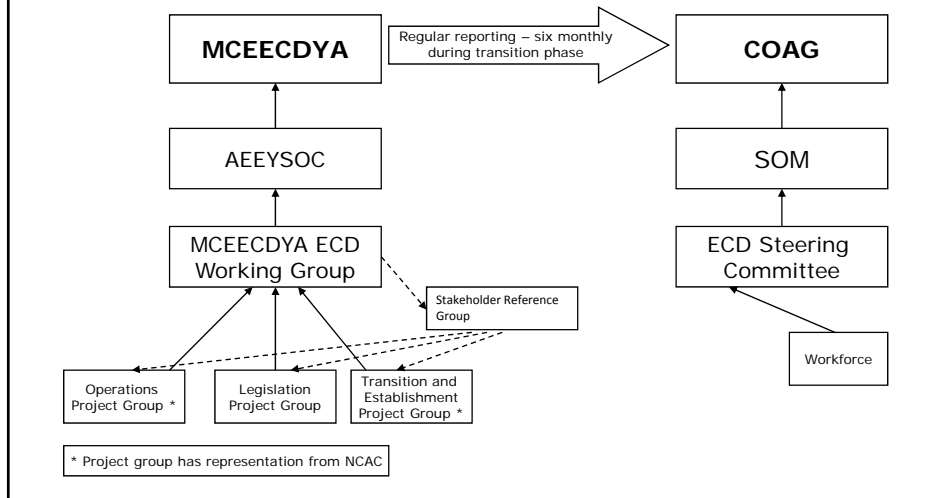 MCEECDYA
Regular reporting – six monthly
during transition phase
COAG
AEEYSOC
SOM
MCEECDYA ECD
Working Group
ECD Steering
Committee
Stakeholder Reference
Group
Workforce
Operations
Project Group *
Legislation
Project Group
Transition and
Establishment
Project Group *
* Project group has representation from NCAC